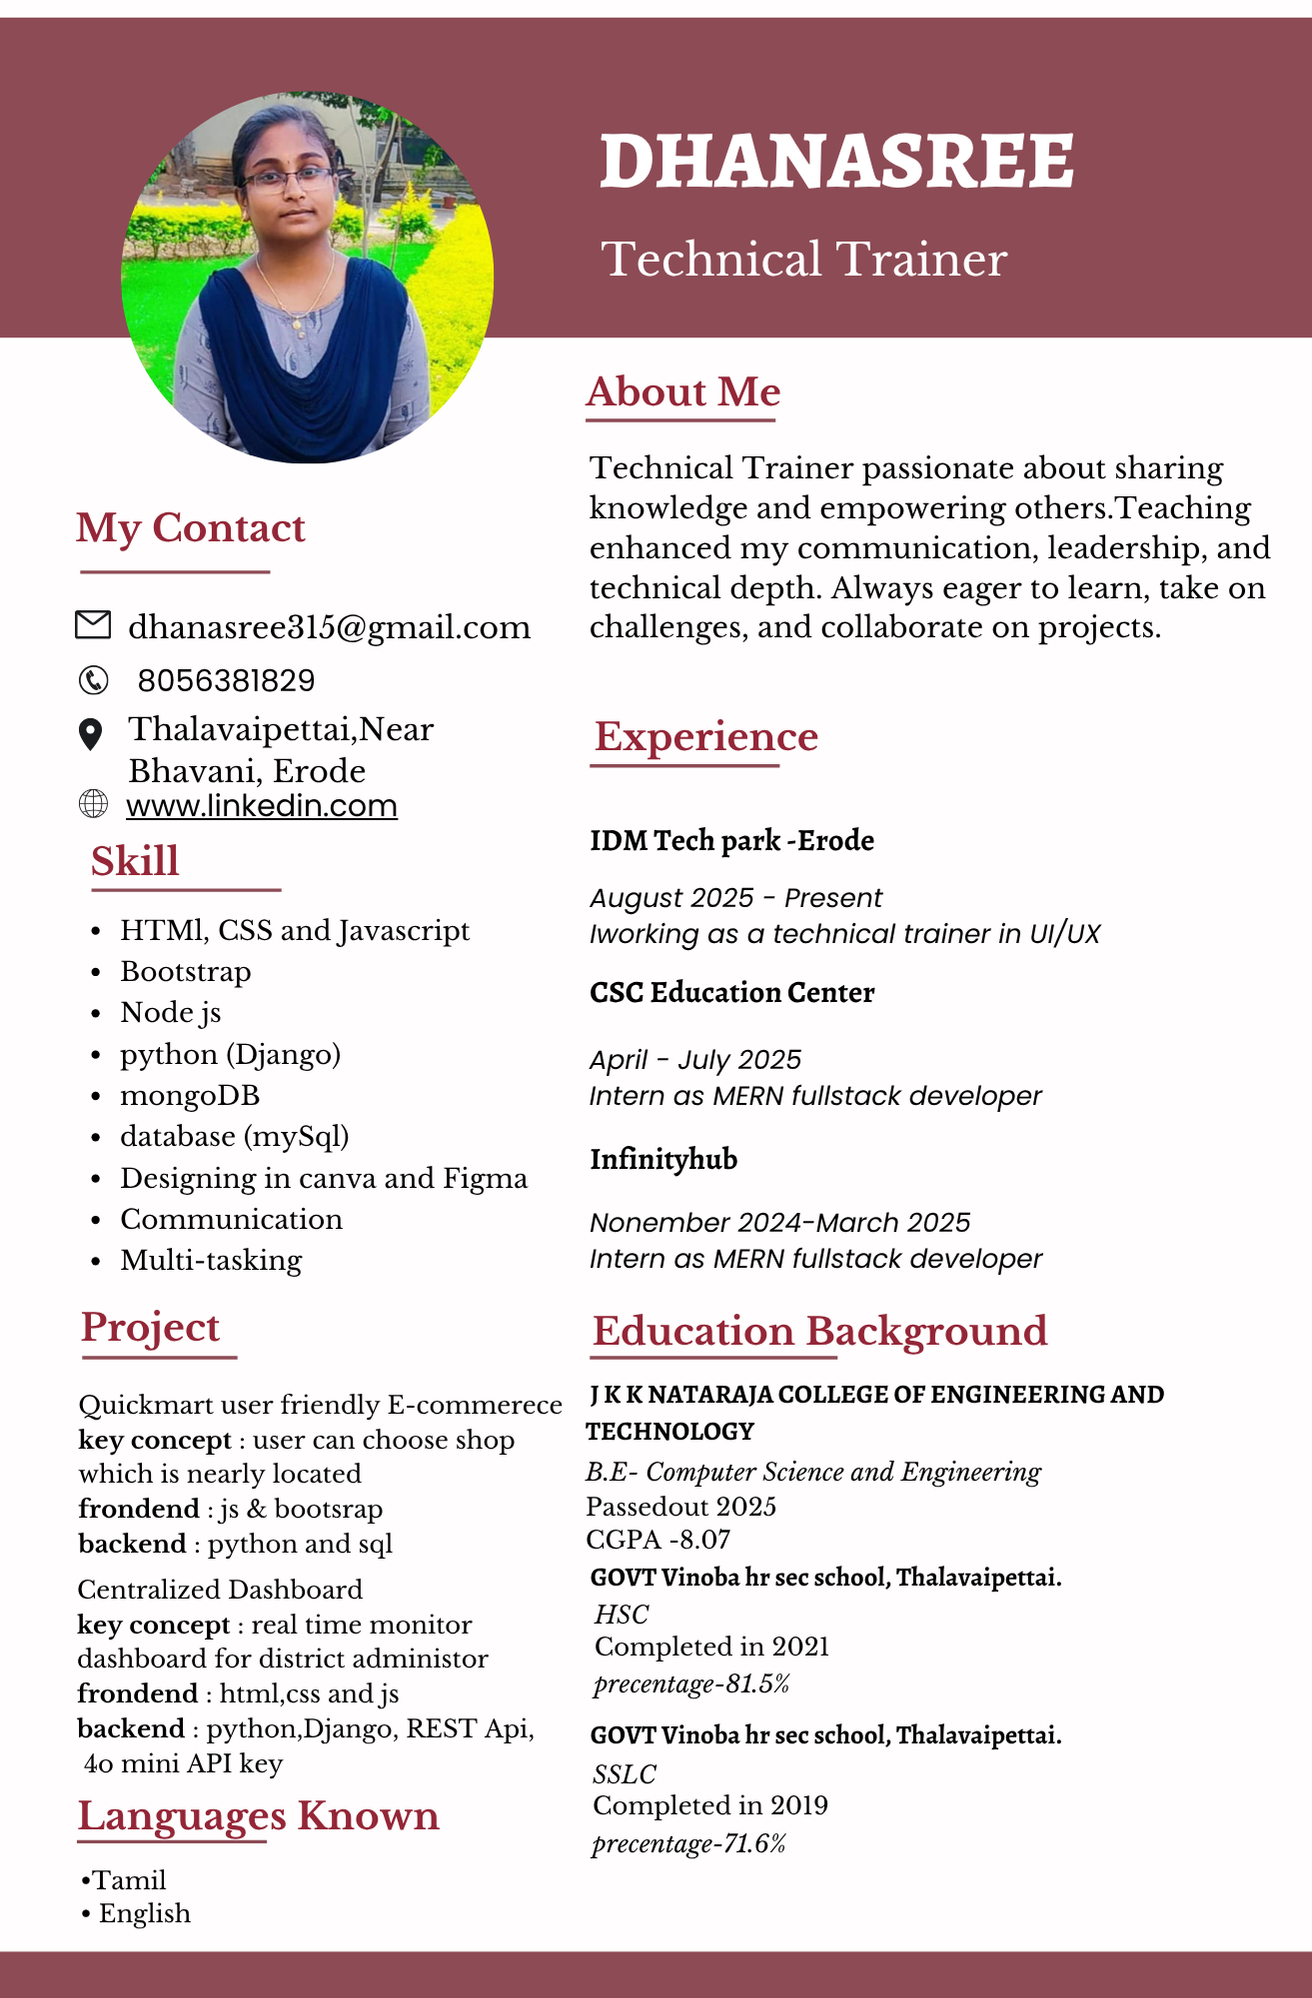 DHANASREE
Technical Trainer
My Contact
dhanasree315@gmail.com
8056381829
Thalavaipettai,Near
Bhavani, Erode
www.linkedin.com
Skill
• HTMl, CSS and Javascript
• Bootstrap
• Node js
• python (Django)
• mongoDB
• database (mySql)
• Designing in canva and Figma
• Communication
• Multi-tasking
Project
Quickmart user friendly E-commerece
key concept : user can choose shop
which is nearly located
frondend : js & bootsrap
backend : python and sql
Centralized Dashboard
key concept : real time monitor
dashboard for district administor
frondend : html,css and js
backend : python,Django, REST Api,
4o mini API key
Languages Known
•Tamil
• English
About Me
Technical Trainer passionate about sharing
knowledge and empowering others.Teaching
enhanced my communication, leadership, and
technical depth. Always eager to learn, take on
challenges, and collaborate on projects.
Experience
IDM Tech park -Erode
August 2025 - Present
Iworking as a technical trainer in UI/UX
CSC Education Center
April - July 2025
Intern as MERN fullstack developer
Infinityhub
Nonember 2024-March 2025
Intern as MERN fullstack developer
Education Background
J K K NATARAJA COLLEGE OF ENGINEERING AND
TECHNOLOGY
B.E- Computer Science and Engineering
Passedout 2025
CGPA -8.07
GOVT Vinoba hr sec school, Thalavaipettai.
HSC
Completed in 2021
precentage-81.5%
GOVT Vinoba hr sec school, Thalavaipettai.
SSLC
Completed in 2019
precentage-71.6%